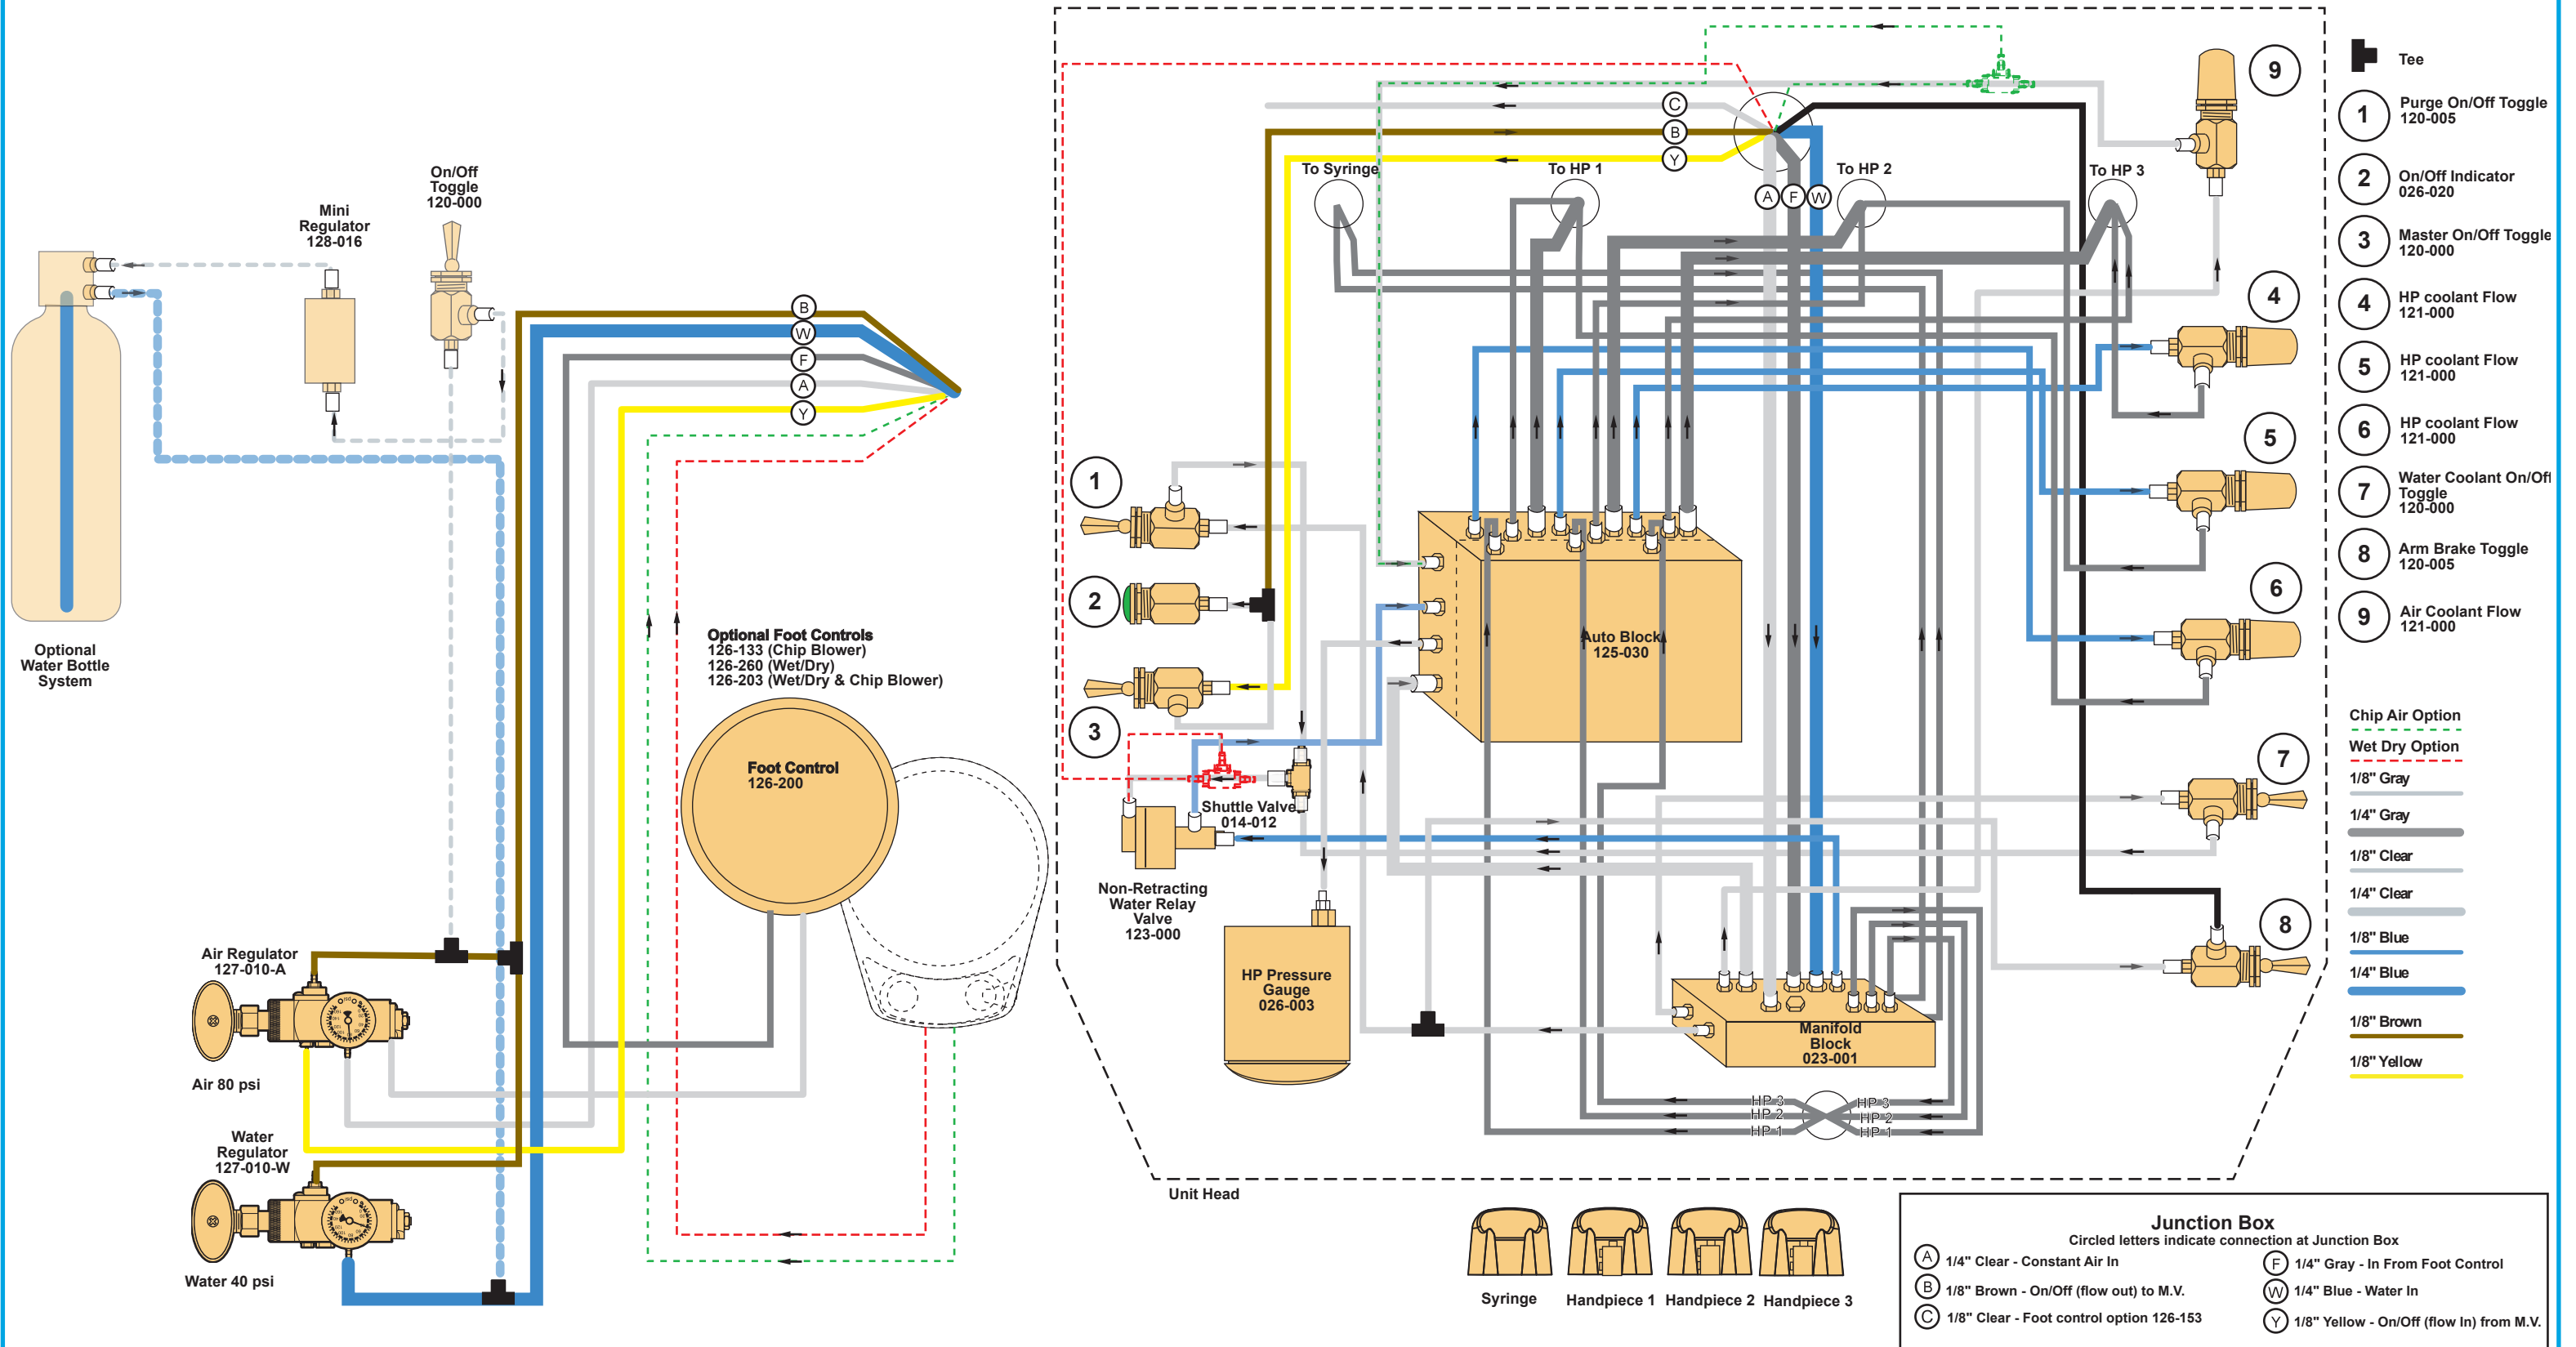 On/Off
Toggle
120-000
Mini
Regulator
128-016
Optional
Water Bottle
System
B
W
F
A
Y
Optional Foot Controls
126-133 (Chip Blower)
126-260 (Wet/Dry)
126-203 (Wet/Dry & Chip Blower)
Foot Control
126-200
Air Regulator
127-010-A
Air 80 psi
Water
Regulator
127-010-W
Water 40 psi
C
B
Y
A
F
W
To Syringe
To HP 1
To HP 2
To HP 3
1
2
3
4
5
6
7
8
9
Auto Block
125-030
Shuttle Valve
014-012
Non-Retracting
Water Relay
Valve
123-000
HP Pressure
Gauge
026-003
Manifold
Block
023-001
HP 3
HP 2
HP 1
HP 3
HP 2
HP 1
Unit Head
Syringe
Handpiece 1
Handpiece 2
Handpiece 3
Tee
1
Purge On/Off Toggle
120-005
2
On/Off Indicator
026-020
3
Master On/Off Toggle
120-000
4
HP coolant Flow
121-000
5
HP coolant Flow
121-000
6
HP coolant Flow
121-000
7
Water Coolant On/Off
Toggle
120-000
8
Arm Brake Toggle
120-005
9
Air Coolant Flow
121-000
Chip Air Option
Wet Dry Option
1/8" Gray
1/4" Gray
1/8" Clear
1/4" Clear
1/8" Blue
1/4" Blue
1/8" Brown
1/8" Yellow
Junction Box
Circled letters indicate connection at Junction Box
A 1/4" Clear - Constant Air In
B 1/8" Brown - On/Off (flow out) to M.V.
C 1/8" Clear - Foot control option 126-153
F 1/4" Gray - In From Foot Control
W 1/4" Blue - Water In
Y 1/8" Yellow - On/Off (flow In) from M.V.